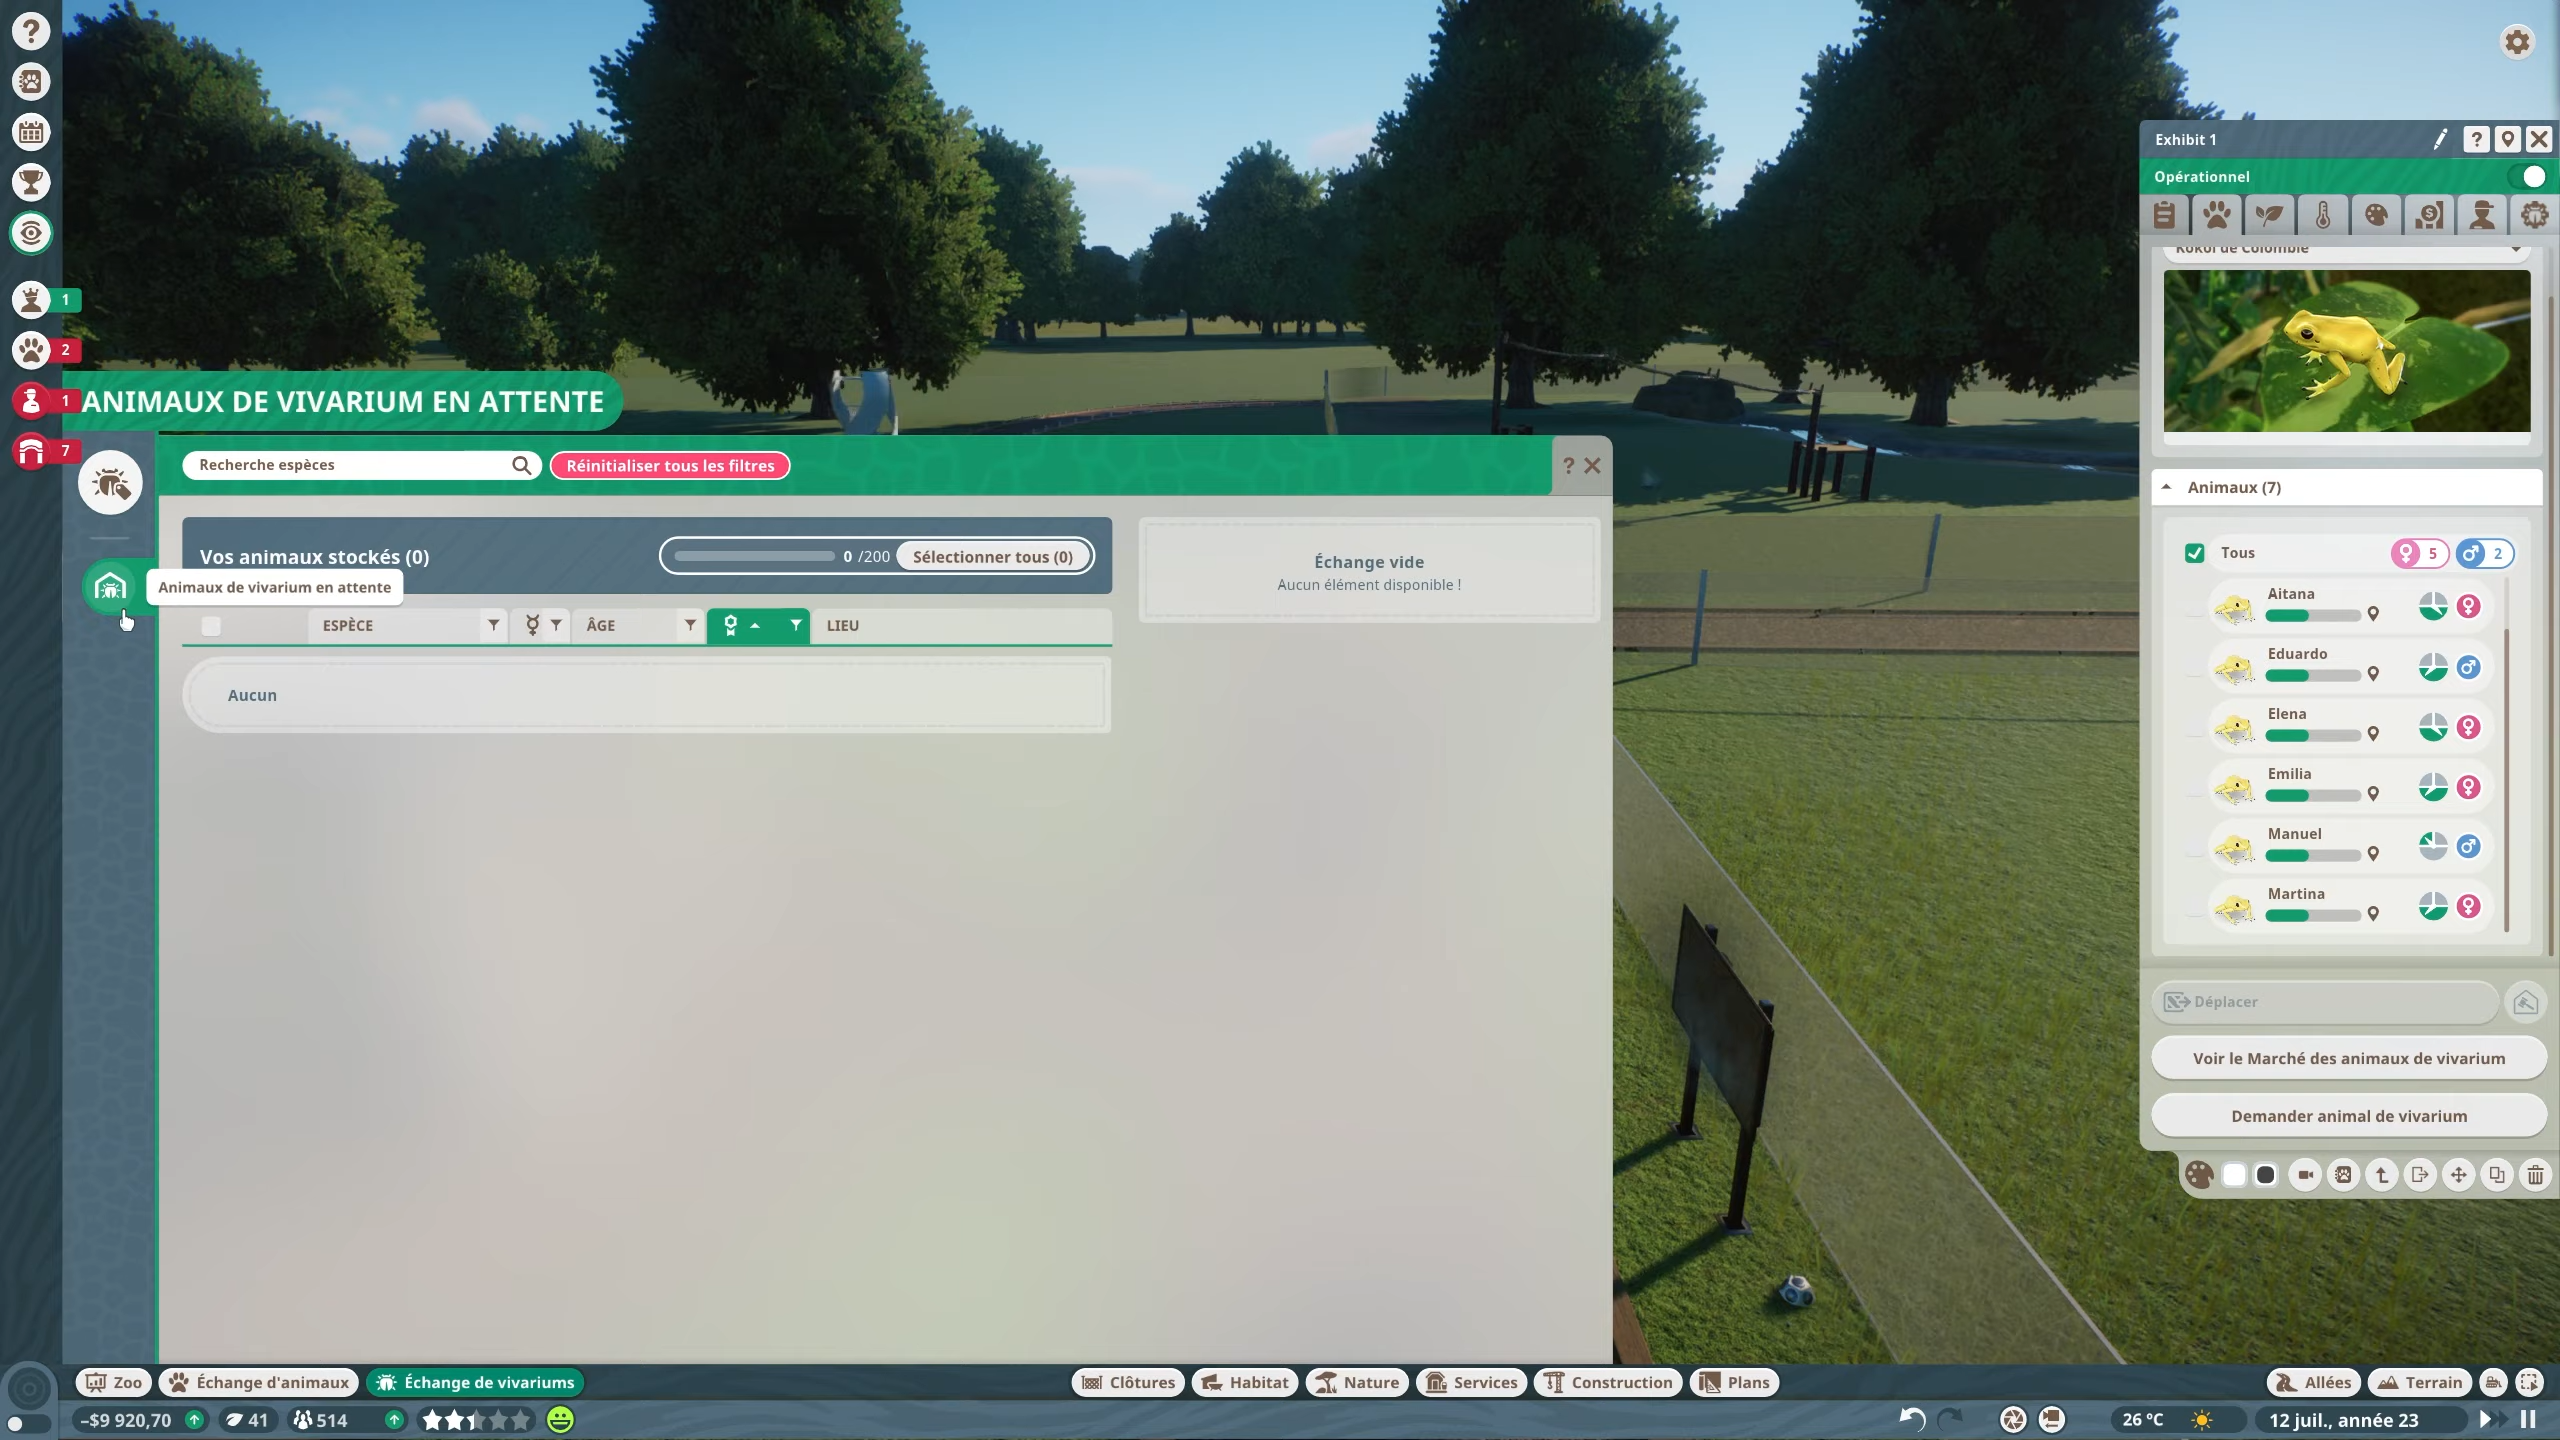 1
2
1
7
ANIMAUX DE VIVARIUM EN ATTENTE
Recherche espèces
Réinitialiser tous les filtres
?
Vos animaux stockés (0)
0 /200
Sélectionner tous (0)
Animaux de vivarium en attente
ESPÈCE
ÂGE
LIEU
Aucun
Échange vide
Aucun élément disponible !
Exhibit 1
?
Opérationnel
Kokoï de Colombie
Animaux (7)
Tous
5
2
Aitana
Eduardo
Elena
Emilia
Manuel
Martina
Déplacer
Voir le Marché des animaux de vivarium
Demander animal de vivarium
Zoo
Échange d'animaux
Échange de vivariums
Clôtures
Habitat
Nature
Services
Construction
Plans
Allées
Terrain
–$9 920,70
41
514
26 °C
12 juil., année 23